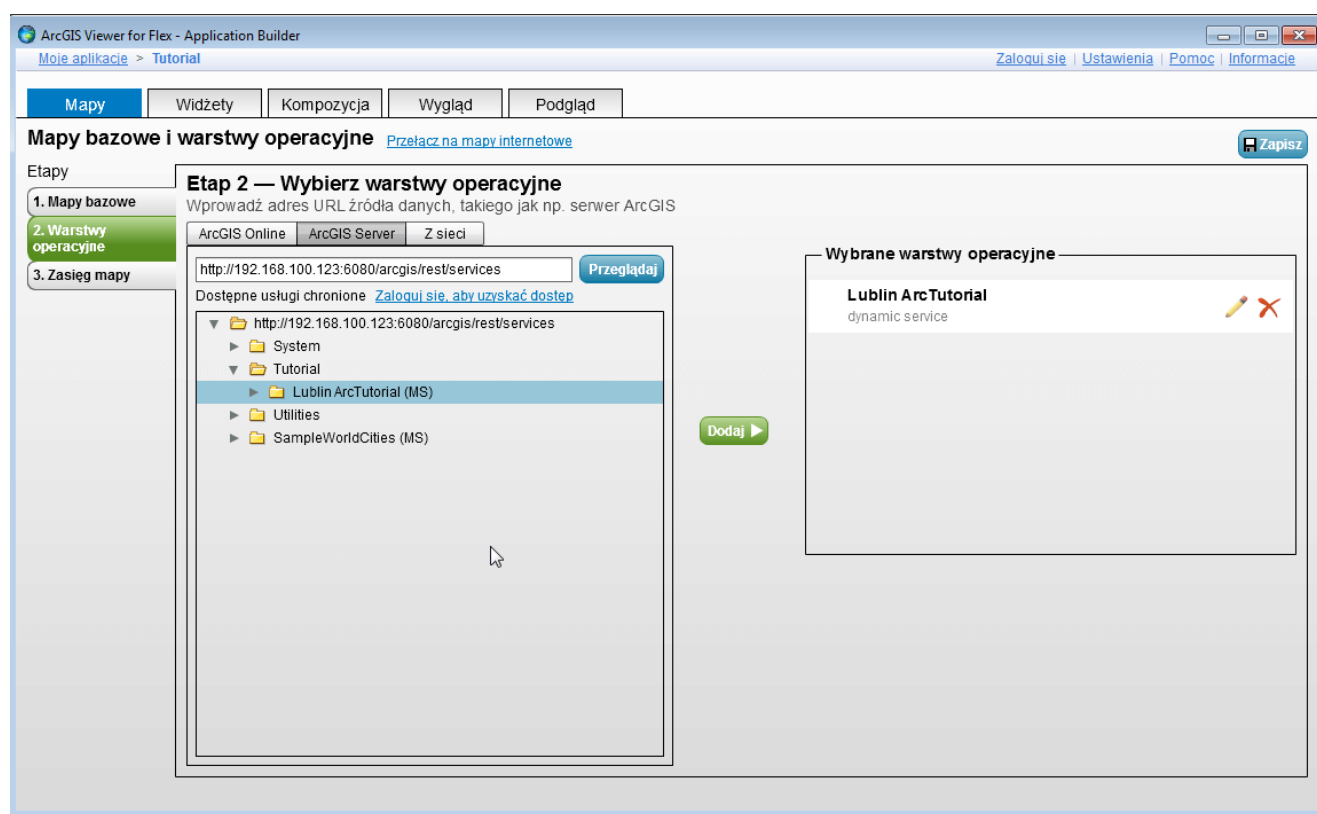 ArcGIS Viewer for Flex - Application Builder
Moje aplikacje > Tutorial
Zaloguj się | Ustawienia | Pomoc | Informacje
Mapy Widżety Kompozycja Wygląd Podgląd
Mapy bazowe i warstwy operacyjne Przełącz na mapy internetowe
Zapisz
Etapy
1. Mapy bazowe
2. Warstwy
operacyjne
3. Zasięg mapy
Etap 2 — Wybierz warstwy operacyjne
Wprowadź adres URL źródła danych, takiego jak np. serwer ArcGIS
ArcGIS Online ArcGIS Server Z sieci
http://192.168.100.123:6080/arcgis/rest/services Przeglądaj
Dostępne usługi chronione Zaloguj się, aby uzyskać dostęp
http://192.168.100.123:6080/arcgis/rest/services
System
Tutorial
Lublin ArcTutorial (MS)
Utilities
SampleWorldCities (MS)
Dodaj
Wybrane warstwy operacyjne
Lublin ArcTutorial
dynamic service